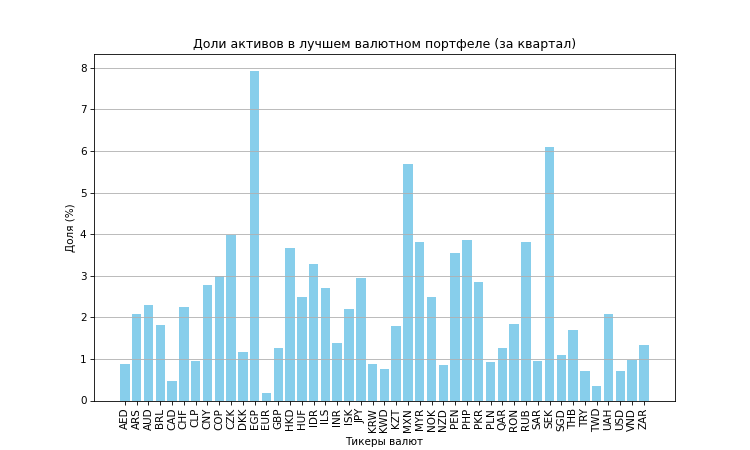 Доли активов в лучшем валютном портфеле (за квартал)
Доля (%)
8
7
6
5
4
3
2
1
0
AED ARS AUD BRL CAD CHF CLP CNY COP CZK DKK EGP EUR GBP HKD HUF IDR ILS INR ISK JPY KRW KWD KZT MXN MYR NOK NZD PEN PHP PKR PLN QAR RON RUB SAR SEK SGD THB TRY TWD UAH USD VND ZAR
Тикеры валют